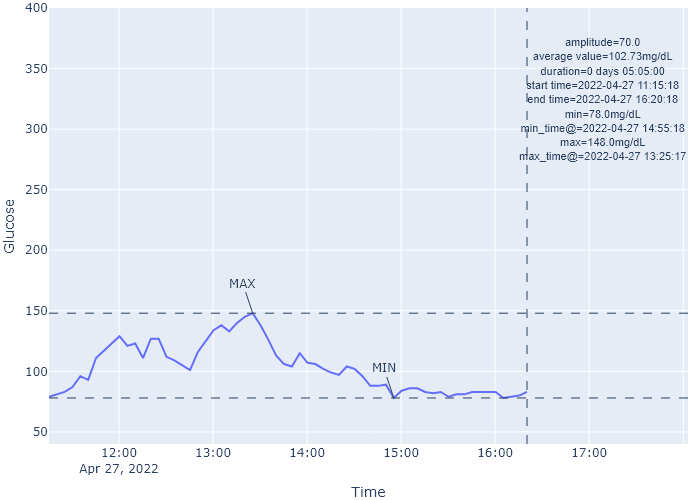 400
350
300
250
200
150
100
50
Glucose
amplitude=70.0
average value=102.73mg/dL
duration=0 days 05:05:00
start time=2022-04-27 11:15:18
end time=2022-04-27 16:20:18
min=78.0mg/dL
min_time@=2022-04-27 14:55:18
max=148.0mg/dL
max_time@=2022-04-27 13:25:17
MAX
MIN
12:00 13:00 14:00 15:00 16:00 17:00
Apr 27, 2022
Time